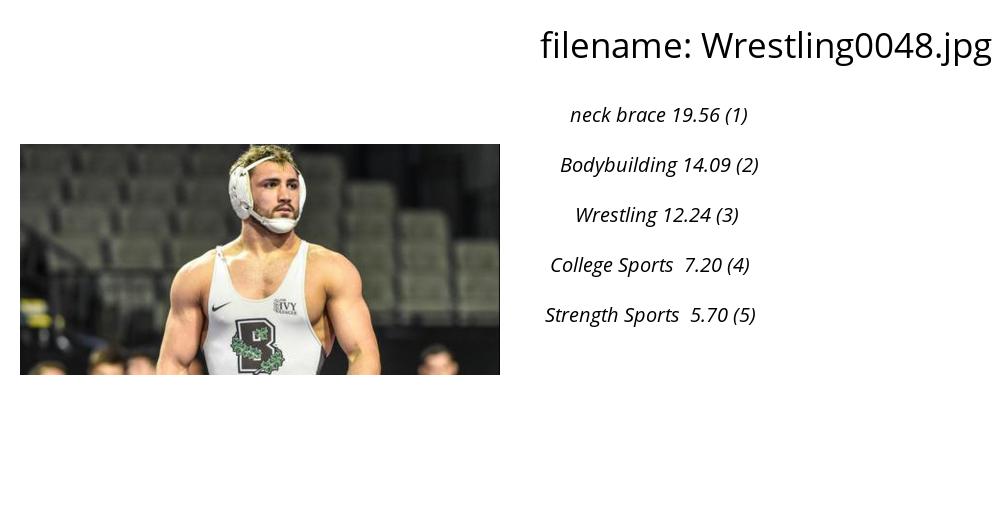 filename: Wrestling0048.jpg
neck brace 19.56 (1)
Bodybuilding 14.09 (2)
Wrestling 12.24 (3)
College Sports 7.20 (4)
Strength Sports 5.70 (5)
IVY
LEAGUE
B